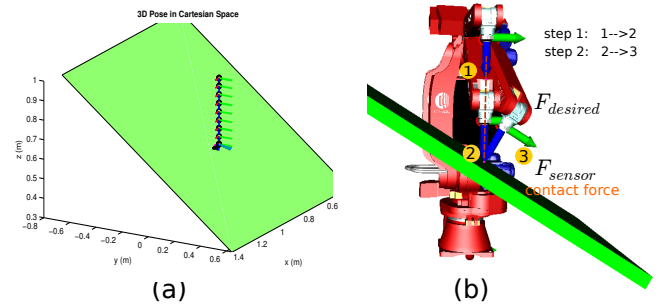 3D Pose in Cartesian Space
z (m)
1
0.9
0.8
0.7
0.6
0.5
0.4
0.3
-0.8
-0.6
-0.4
-0.2
0
0.2
0.4
0.6
y (m)
1.4
1.2
1
0.8
0.6
x (m)
(a)
step 1: 1-->2
step 2: 2-->3
1
F_desired
2
3
F_sensor
contact force
(b)